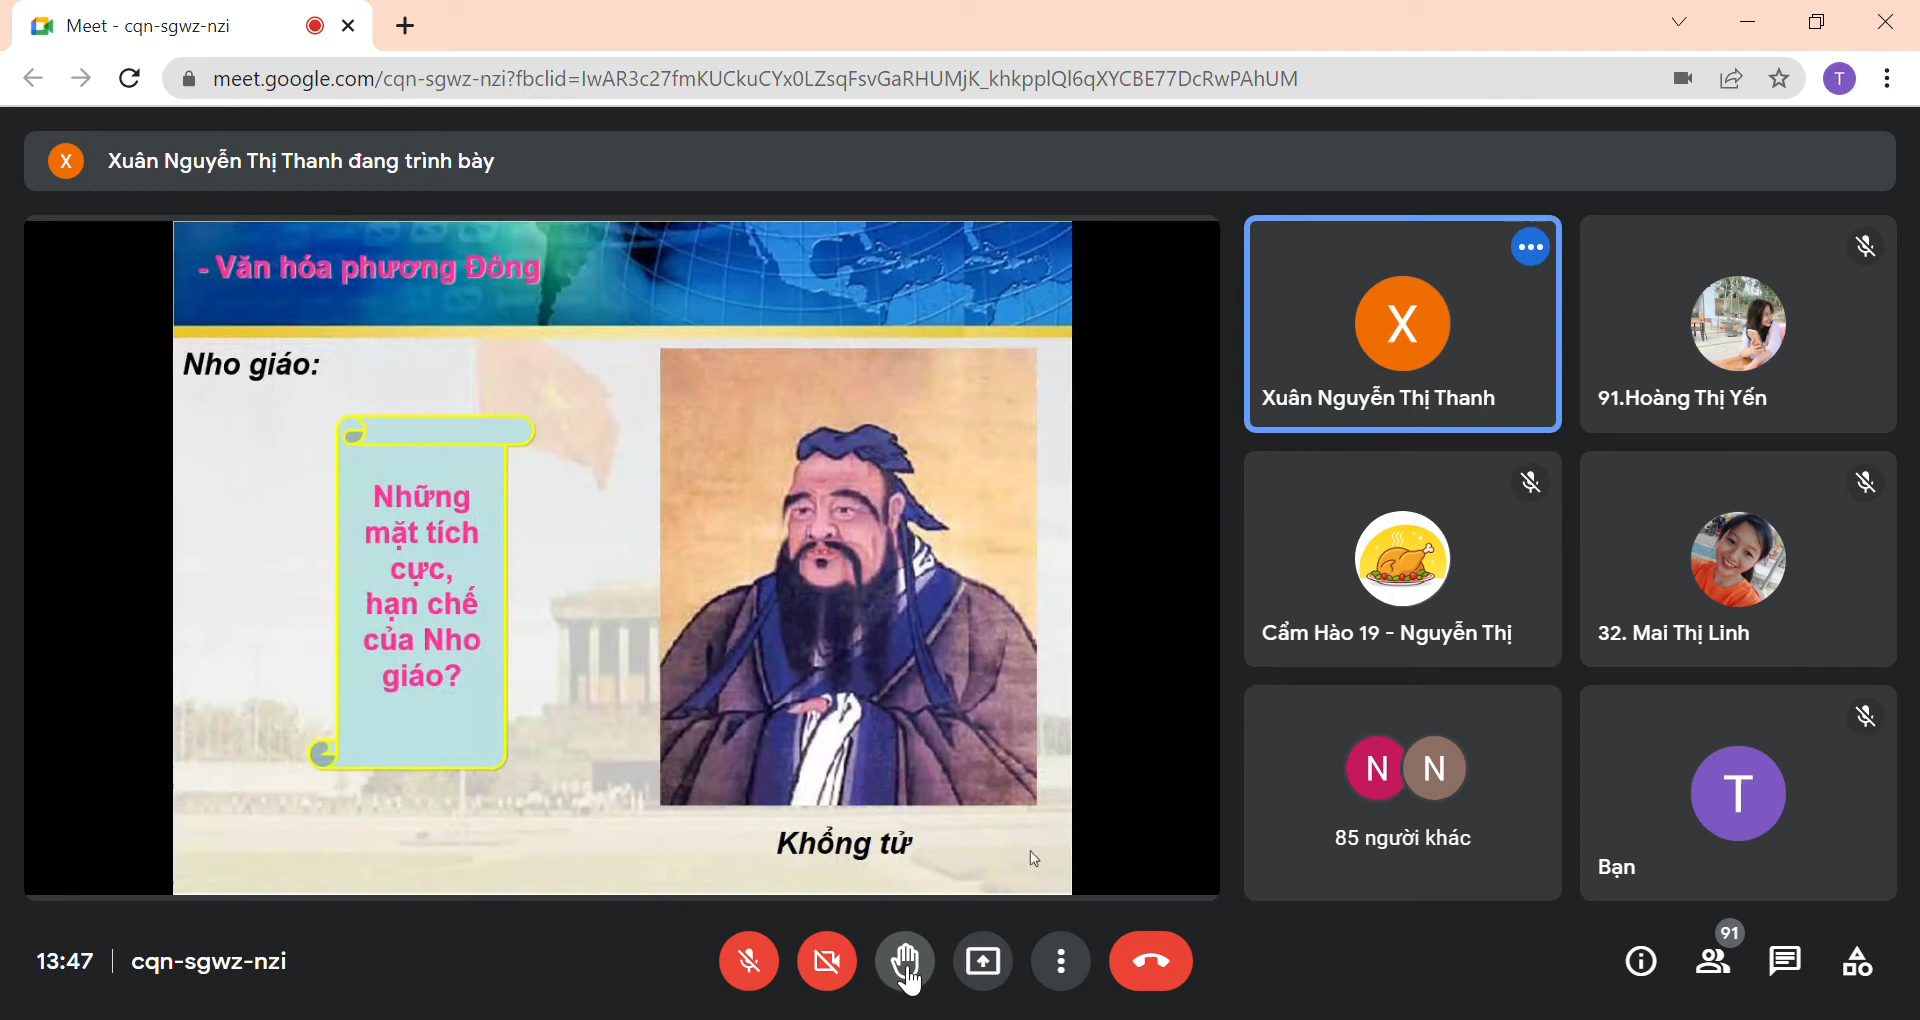 Meet - cqn-sgwz-nzi
meet.google.com/cqn-sgwz-nzi?fbclid=IwAR3c27fmKUCkuCYx0LZsqFsvGaRHUMjK_khkpplQl6qXYCBE77DcRwPAhUM
T
X
Xuân Nguyễn Thị Thanh đang trình bày
- Văn hóa phương Đông
Nho giáo:
Những
mặt tích
cực,
hạn chế
của Nho
giáo?
Khổng tử
X
Xuân Nguyễn Thị Thanh
91.Hoàng Thị Yến
Cẩm Hào 19 - Nguyễn Thị
32. Mai Thị Linh
N
N
85 người khác
T
Bạn
13:47
cqn-sgwz-nzi
91